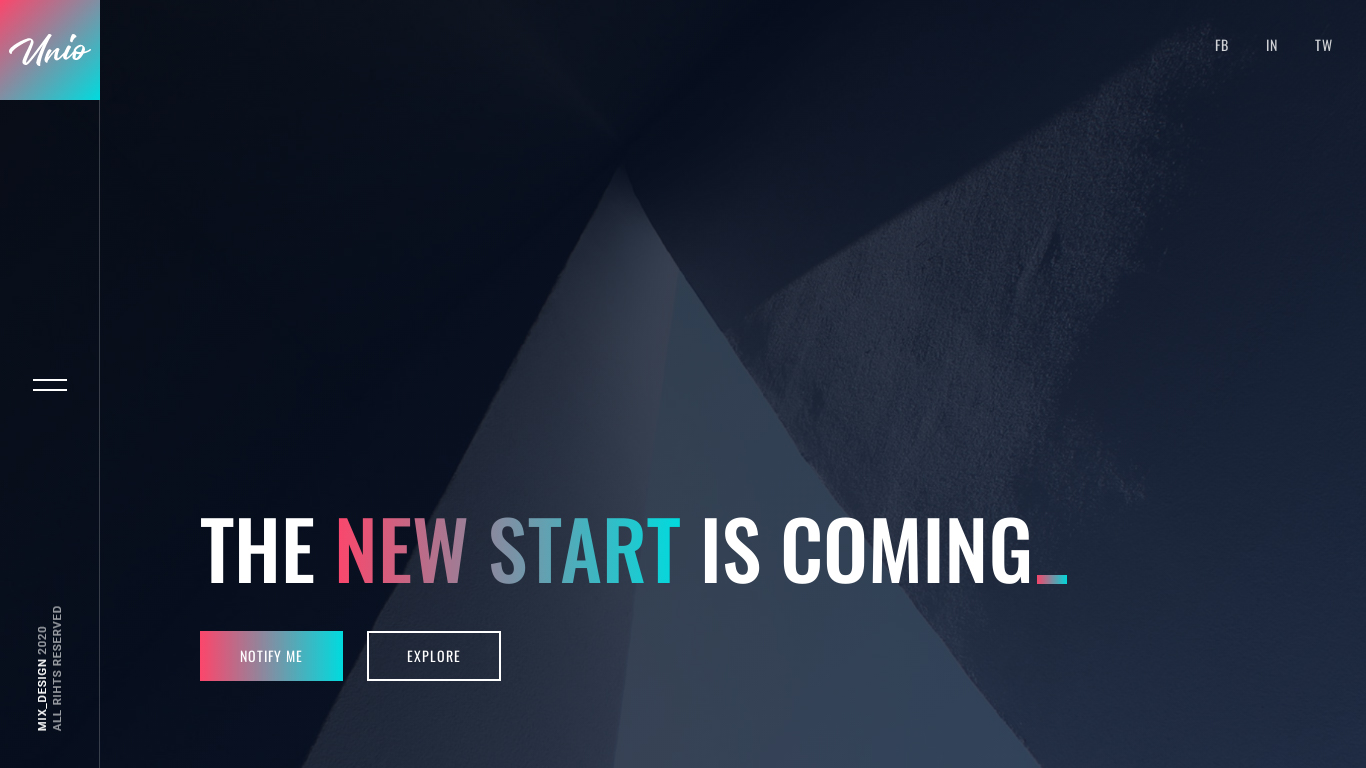 Unio
FB IN TW
THE NEW START IS COMING_
NOTIFY ME
EXPLORE
MIX_DESIGN 2020
ALL RIHTS RESERVED